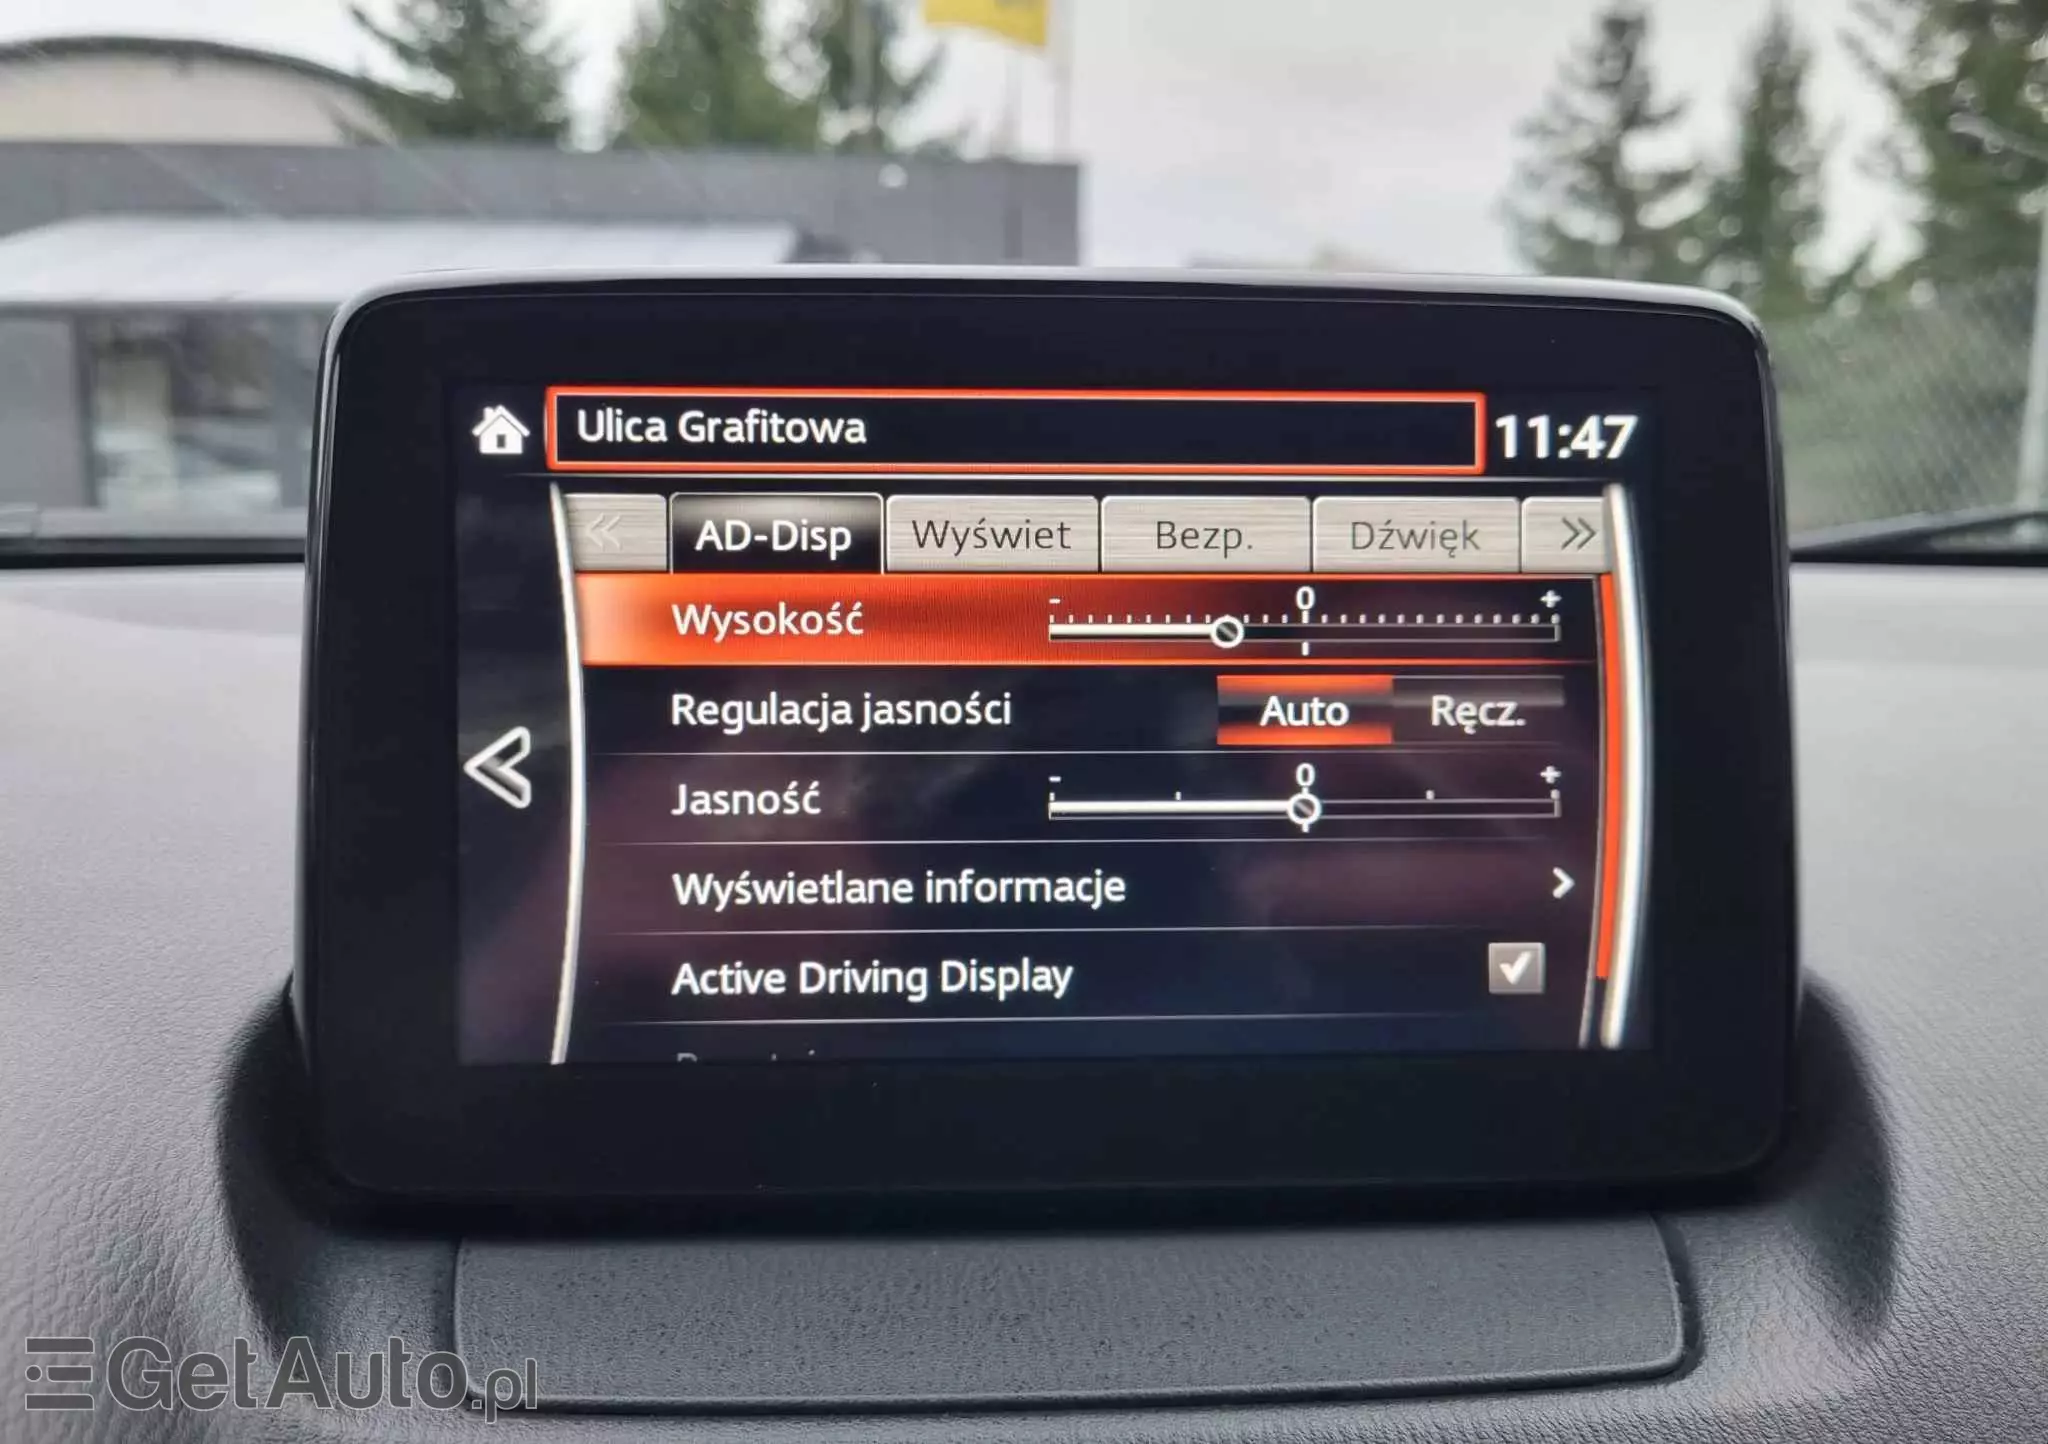 Ulica Grafitowa 11:47
AD-Disp Wyświet Bezp. Dźwięk
Wysokość - 0 +
Regulacja jasności Auto Ręcz.
Jasność - 0 +
Wyświetlane informacje
Active Driving Display
GetAuto.pl